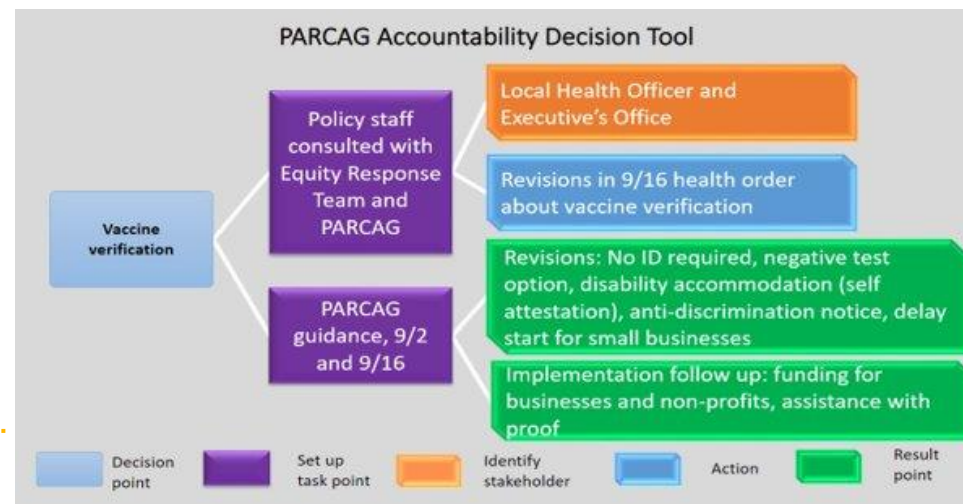 PARCAG Accountability Decision Tool
Local Health Officer and
Executive's Office
Policy staff
consulted with
Equity Response
Team and
PARCAG
Revisions in 9/16 health order
about vaccine verification
Vaccine
verification
Revisions: No ID required, negative test
option, disability accommodation (self
attestation), anti-discrimination notice, delay
start for small businesses
PARCAG
guidance, 9/2
and 9/16
Implementation follow up: funding for
businesses and non-profits, assistance with
proof
Decision
point
Set up
task point
Identify
stakeholder
Action
Result
point